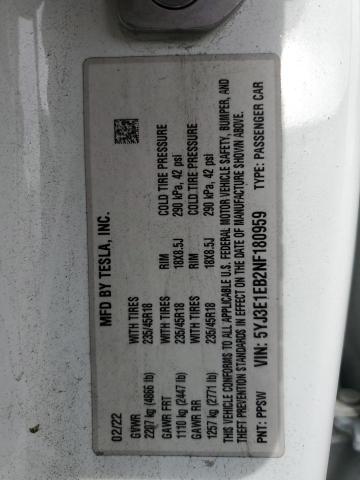 MFD BY TESLA, INC.
02/22
GVWR WITH TIRES RIM COLD TIRE PRESSURE
2207 kg (4866 lb) 235/45R18 18X8.5J 290 kPa, 42 psi
GAWR FRT WITH TIRES RIM COLD TIRE PRESSURE
1110 kg (2447 lb) 235/45R18 18X8.5J 290 kPa, 42 psi
GAWR RR
1257 kg (2771 lb)
THIS VEHICLE CONFORMS TO ALL APPLICABLE U.S. FEDERAL MOTOR VEHICLE SAFETY, BUMPER, AND
THEFT PREVENTION STANDARDS IN EFFECT ON THE DATE OF MANUFACTURE SHOWN ABOVE.
VIN: 5YJ3E1EB2NF180959
PNT: PPSW TYPE: PASSENGER CAR